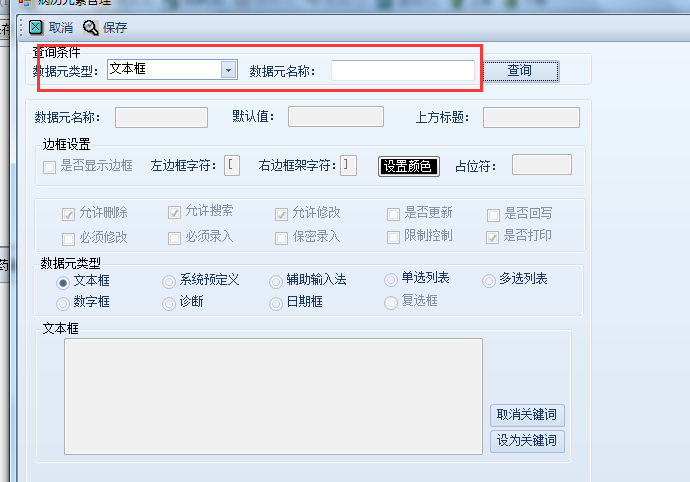 病历元素管理
取消 保存
查询条件
数据元类型： 文本框 数据元名称： 查询
数据元名称： 默认值： 上方标题：
边框设置
是否显示边框 左边框字符： [ 右边框架字符： ] 设置颜色 占位符：
允许删除 允许搜索 允许修改 是否更新 是否回写
必须修改 必须录入 保密录入 限制控制 是否打印
数据元类型
文本框 系统预定义 辅助输入法 单选列表 多选列表
数字框 诊断 日期框 复选框
文本框
取消关键词
设为关键词
药